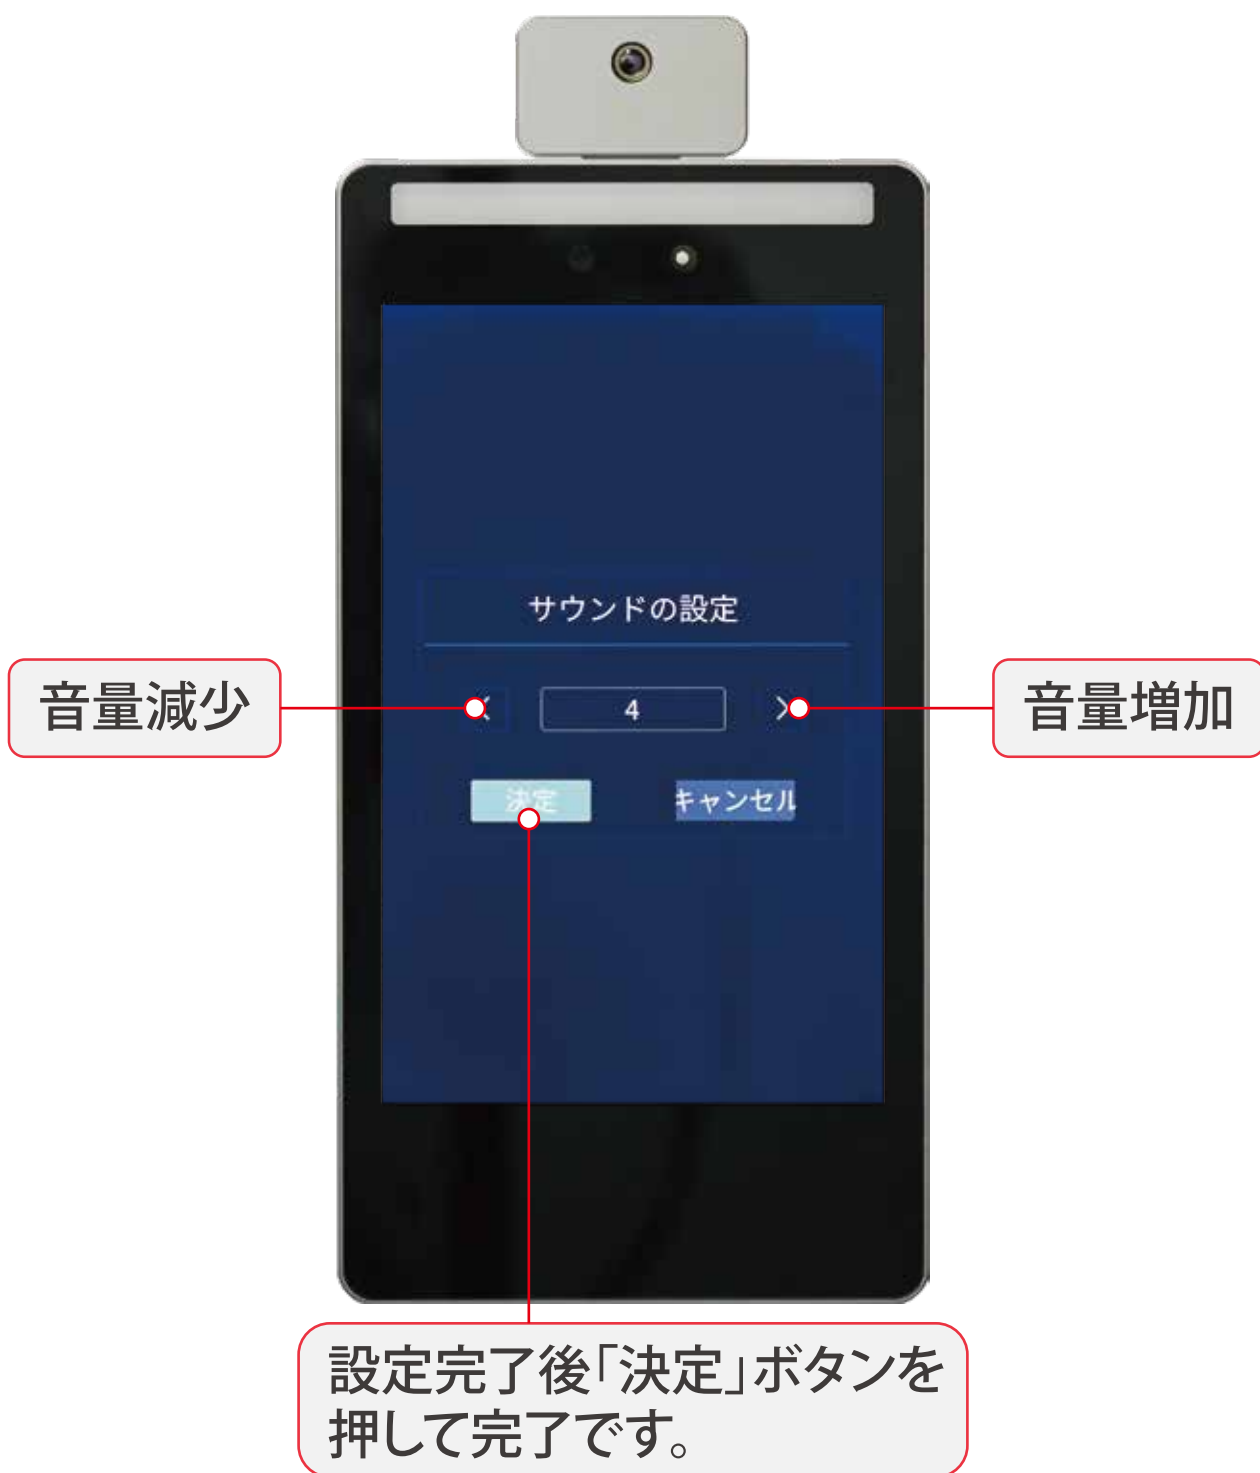 サウンドの設定
音量減少
4
音量増加
決定
キャンセル
設定完了後「決定」ボタンを
押して完了です。